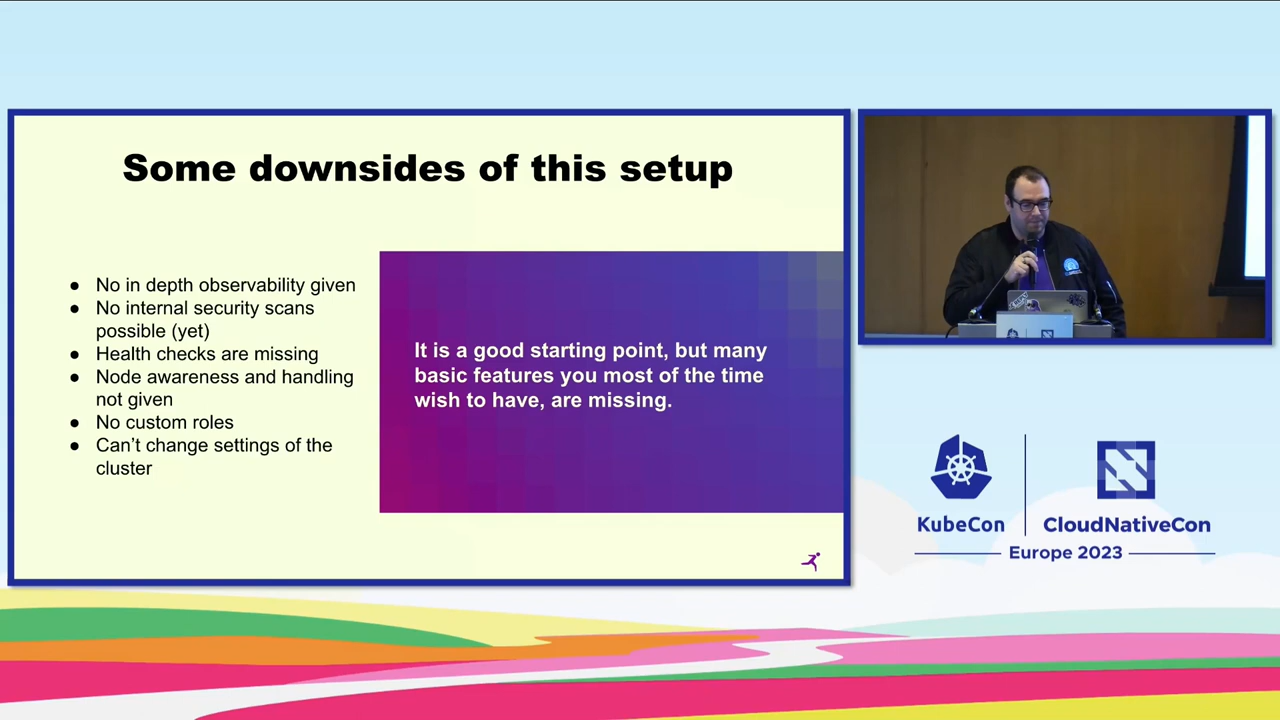 Some downsides of this setup
● No in depth observability given
● No internal security scans
possible (yet)
● Health checks are missing
● Node awareness and handling
not given
● No custom roles
● Can't change settings of the
cluster
It is a good starting point, but many
basic features you most of the time
wish to have, are missing.
KubeCon
CloudNativeCon
Europe 2023